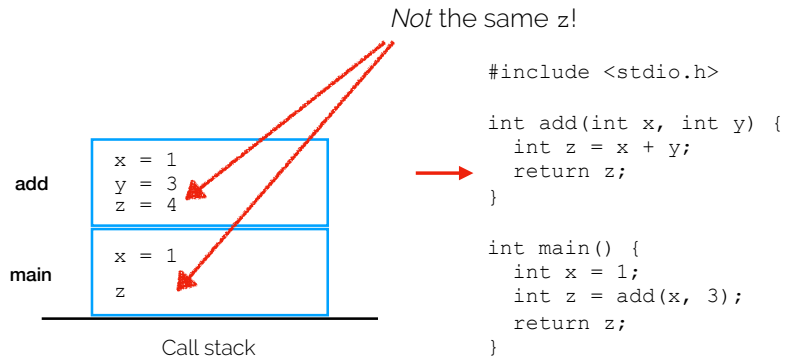 Not the same z!
add
x = 1
y = 3
z = 4
main
x = 1
z
Call stack
#include <stdio.h>
int add(int x, int y) {
  int z = x + y;
  return z;
}
int main() {
  int x = 1;
  int z = add(x, 3);
  return z;
}